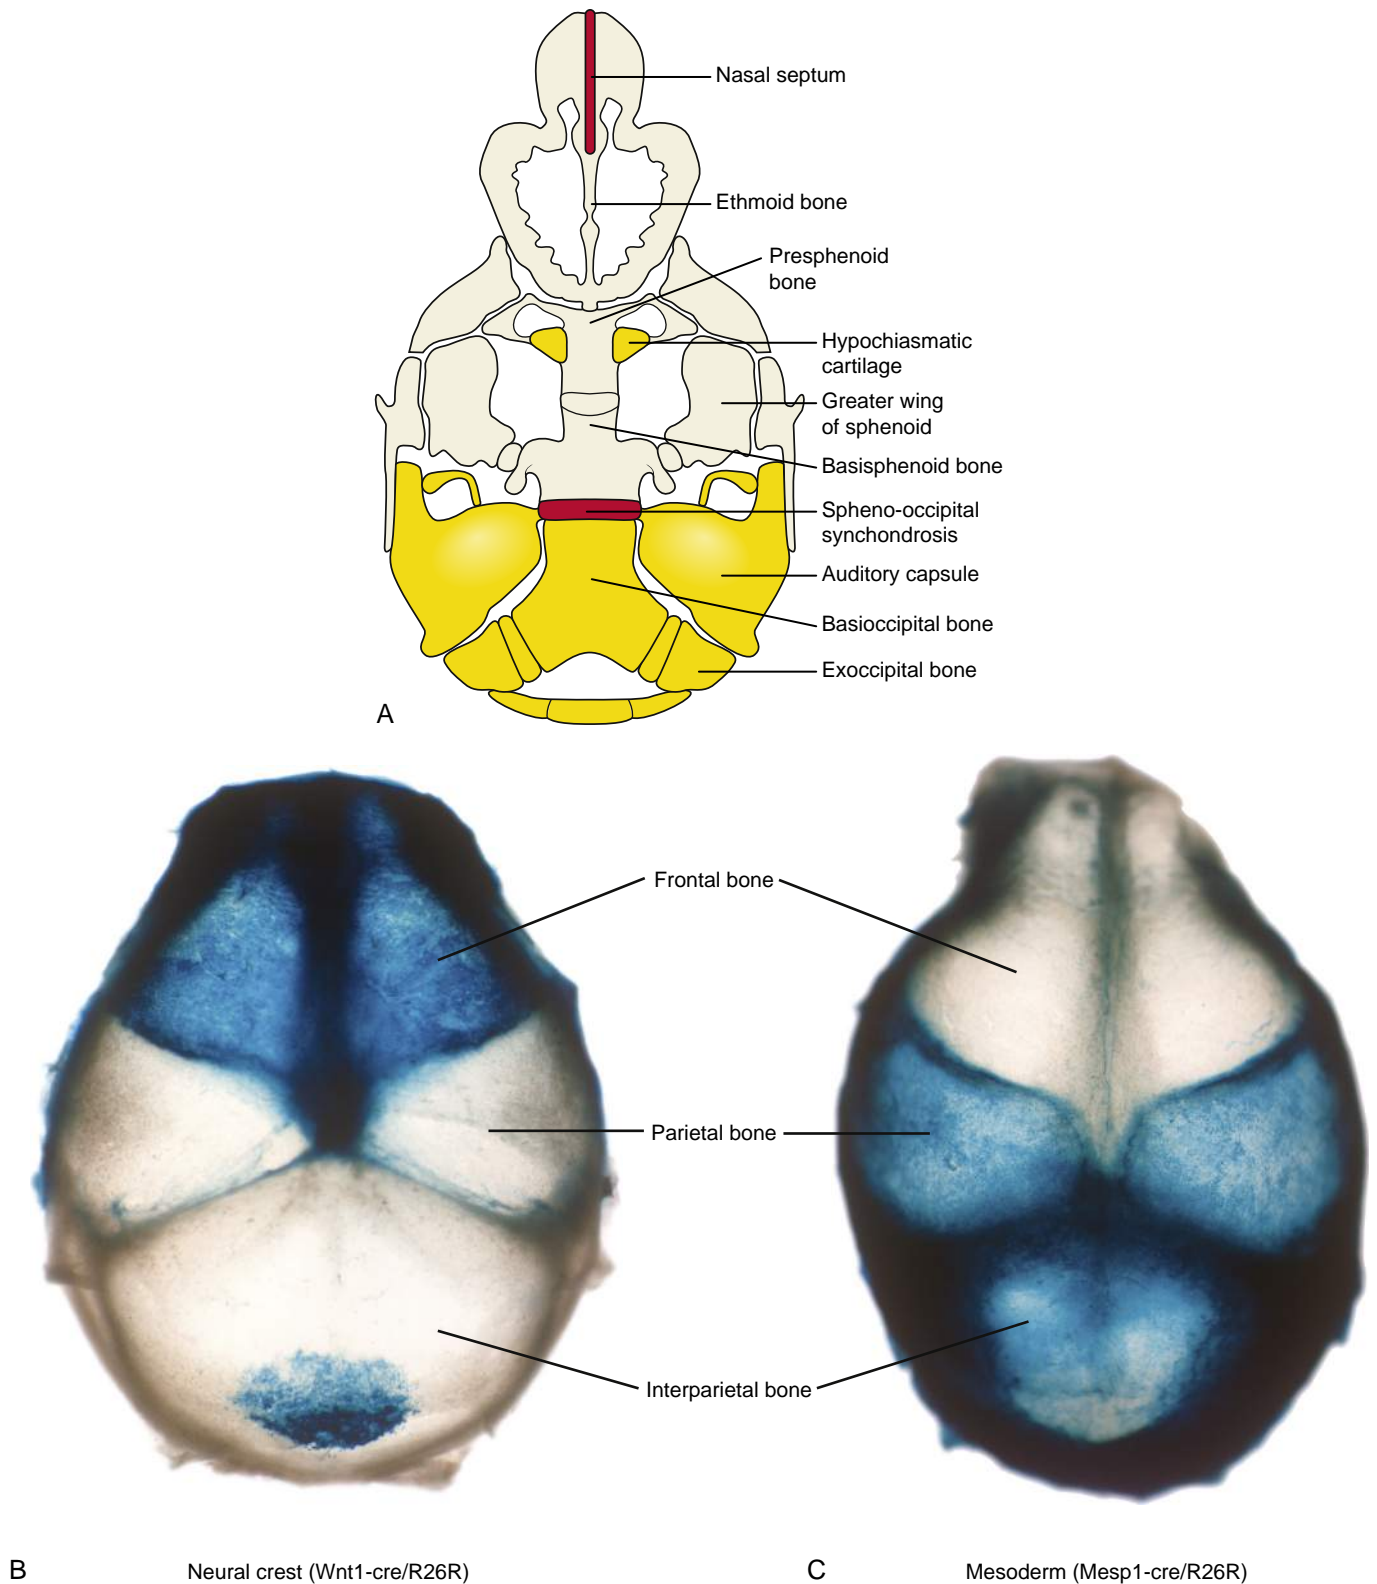 Nasal septum
Ethmoid bone
Presphenoid
bone
Hypochiasmatic
cartilage
Greater wing
of sphenoid
Basisphenoid bone
Spheno-occipital
synchondrosis
Auditory capsule
Basioccipital bone
Exoccipital bone
A
Frontal bone
Parietal bone
Interparietal bone
B
Neural crest (Wnt1-cre/R26R)
C
Mesoderm (Mesp1-cre/R26R)